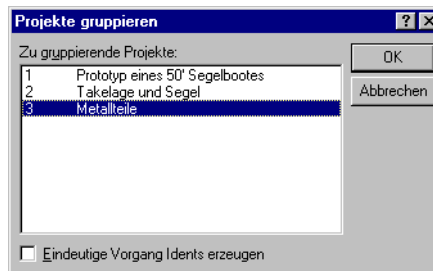 Projekte gruppieren
Zu gruppierende Projekte:
OK
1 Prototyp eines 50' Segelbootes
2 Takelage und Segel
Abbrechen
3 Metallteile
Eindeutige Vorgang Idents erzeugen